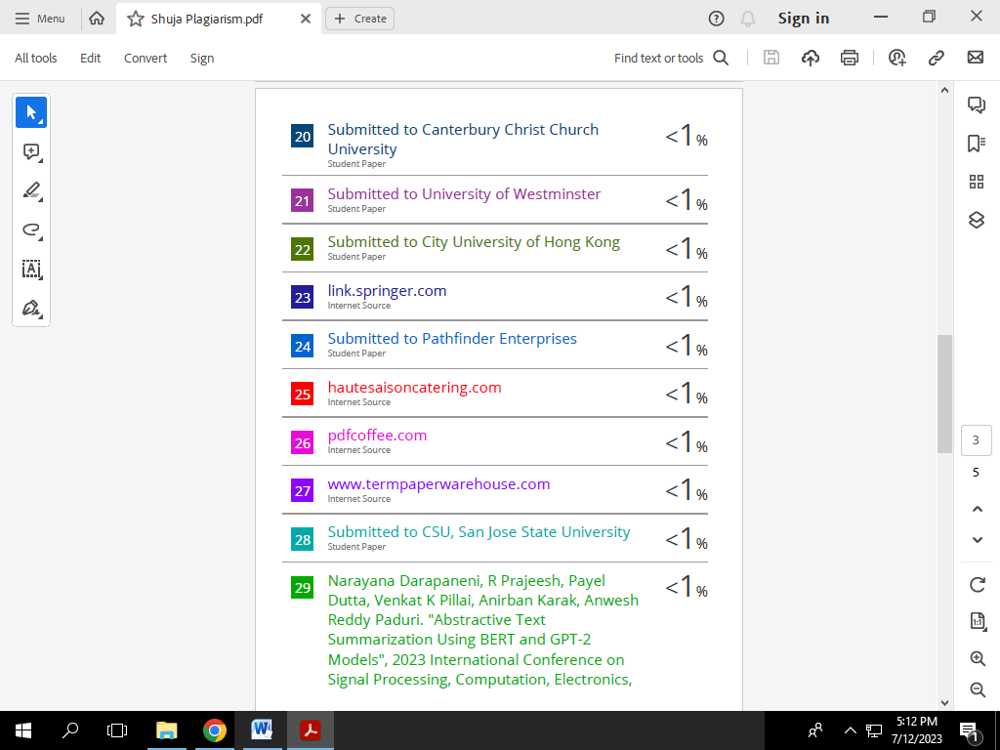 Menu
Shuja Plagiarism.pdf
Create
Sign in
All tools
Edit
Convert
Sign
Find text or tools
20
Submitted to Canterbury Christ Church
University
Student Paper
<1%
21
Submitted to University of Westminster
Student Paper
<1%
22
Submitted to City University of Hong Kong
Student Paper
<1%
23
link.springer.com
Internet Source
<1%
24
Submitted to Pathfinder Enterprises
Student Paper
<1%
25
hautesaisoncatering.com
Internet Source
<1%
26
pdfcoffee.com
Internet Source
<1%
27
www.termpaperwarehouse.com
Internet Source
<1%
28
Submitted to CSU, San Jose State University
Student Paper
<1%
29
Narayana Darapaneni, R Prajeesh, Payel
Dutta, Venkat K Pillai, Anirban Karak, Anwesh
Reddy Paduri. "Abstractive Text
Summarization Using BERT and GPT-2
Models", 2023 International Conference on
Signal Processing, Computation, Electronics,
<1%
3
5
1:1
5:12 PM
7/12/2023
1